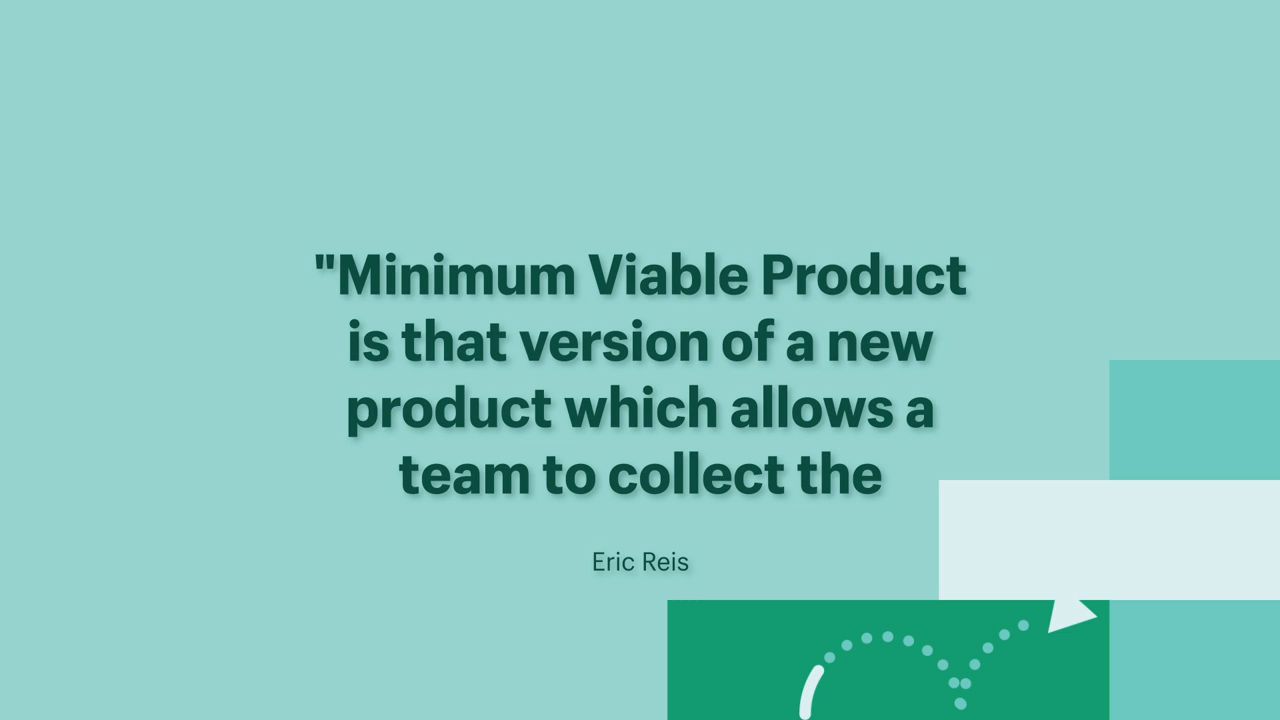 "Minimum Viable Product
is that version of a new
product which allows a
team to collect the
Eric Reis